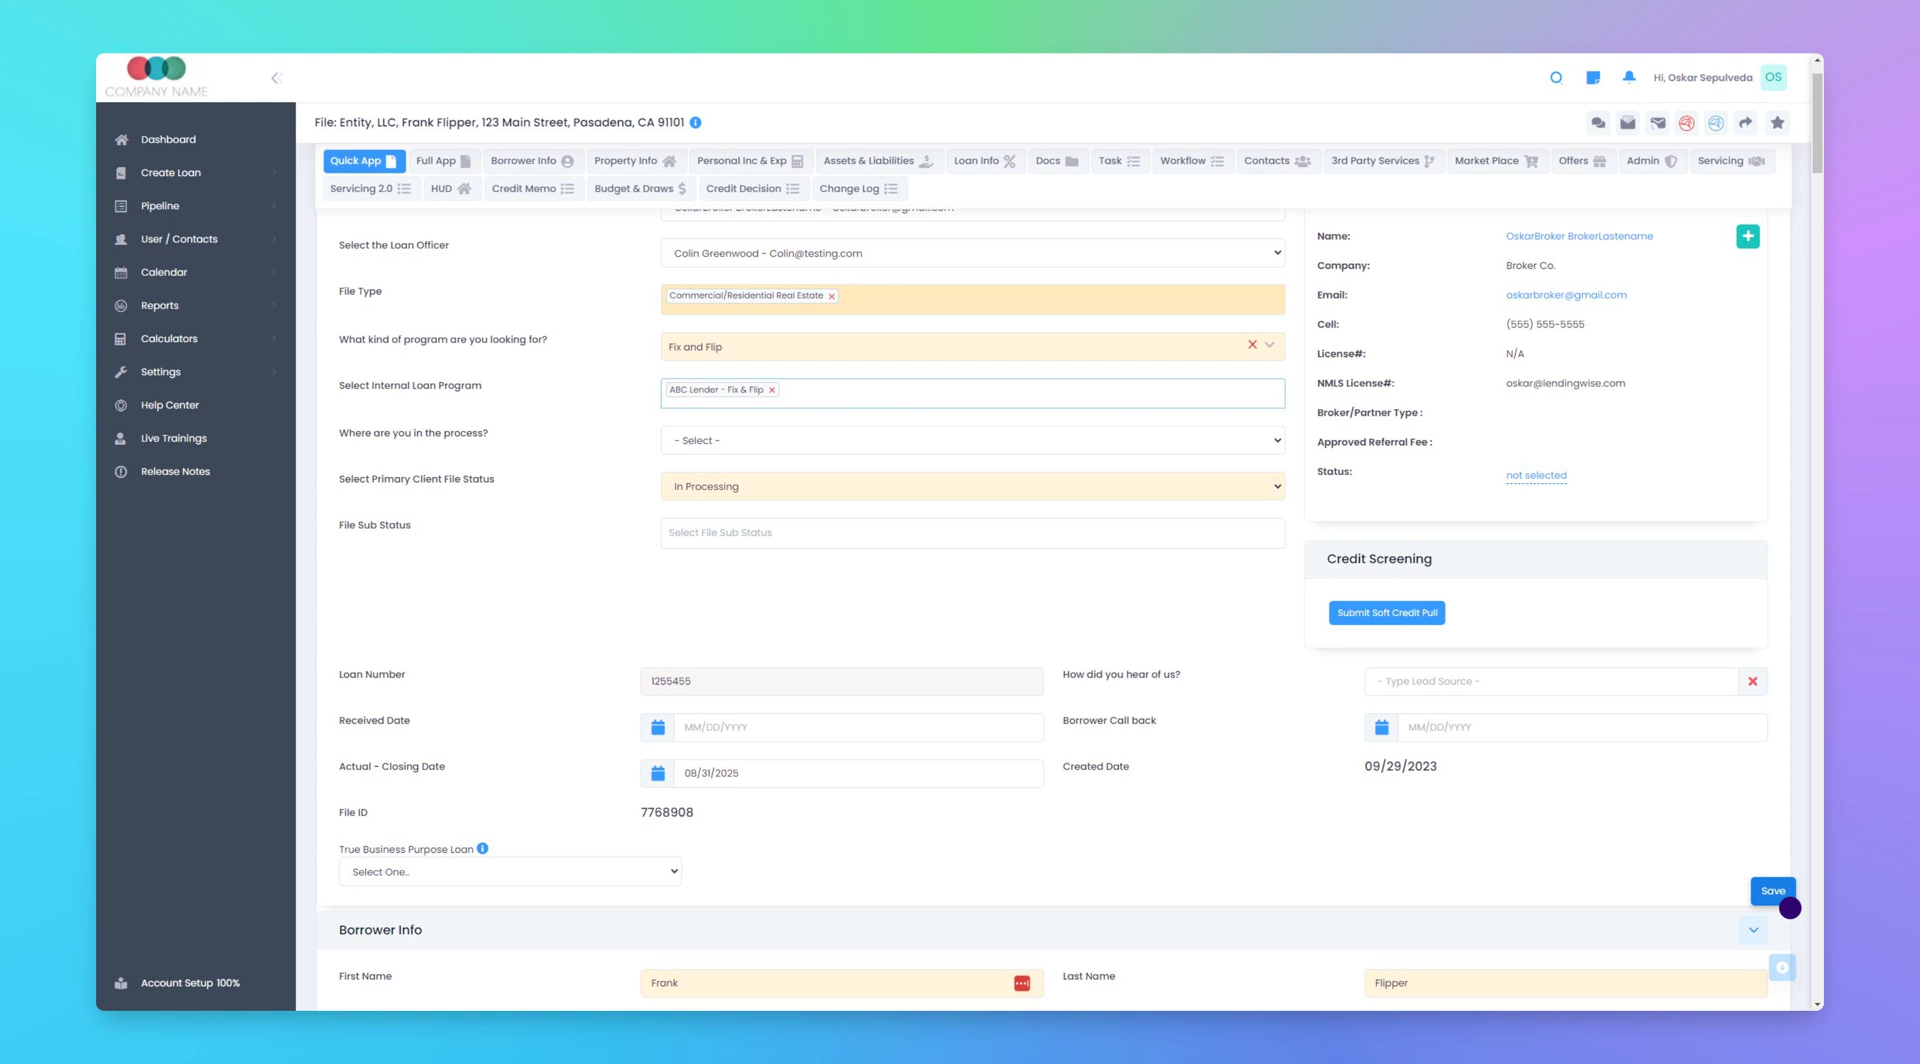 COMPANY NAME
Hi, Oskar Sepulveda OS
Dashboard
Create Loan
Pipeline
User / Contacts
Calendar
Reports
Calculators
Settings
Help Center
Live Trainings
Release Notes
Account Setup 100%
File: Entity, LLC, Frank Flipper, 123 Main Street, Pasadena, CA 91101
Quick App Full App Borrower Info Property Info Personal Inc & Exp Assets & Liabilities Loan Info Docs Task Workflow Contacts 3rd Party Services Market Place Offers Admin Servicing
Servicing 2.0 HUD Credit Memo Budget & Draws Credit Decision Change Log
OskarBroker BrokerLastename - oskarbroker@gmail.com
Select the Loan Officer
Colin Greenwood - Colin@testing.com
File Type
Commercial/Residential Real Estate
What kind of program are you looking for?
Fix and Flip
Select Internal Loan Program
ABC Lender - Fix & Flip
Where are you in the process?
- Select -
Select Primary Client File Status
In Processing
File Sub Status
Select File Sub Status
Name: OskarBroker BrokerLastename
Company: Broker Co.
Email: oskarbroker@gmail.com
Cell: (555) 555-5555
License#: N/A
NMLS License#: oskar@lendingwise.com
Broker/Partner Type :
Approved Referral Fee :
Status: not selected
Credit Screening
Submit Soft Credit Pull
Loan Number 1255455
How did you hear of us? - Type Lead Source -
Received Date MM/DD/YYYY
Borrower Call back MM/DD/YYYY
Actual - Closing Date 08/31/2025
Created Date 09/29/2023
File ID 7768908
True Business Purpose Loan
Select One..
Save
Borrower Info
First Name Frank
Last Name Flipper